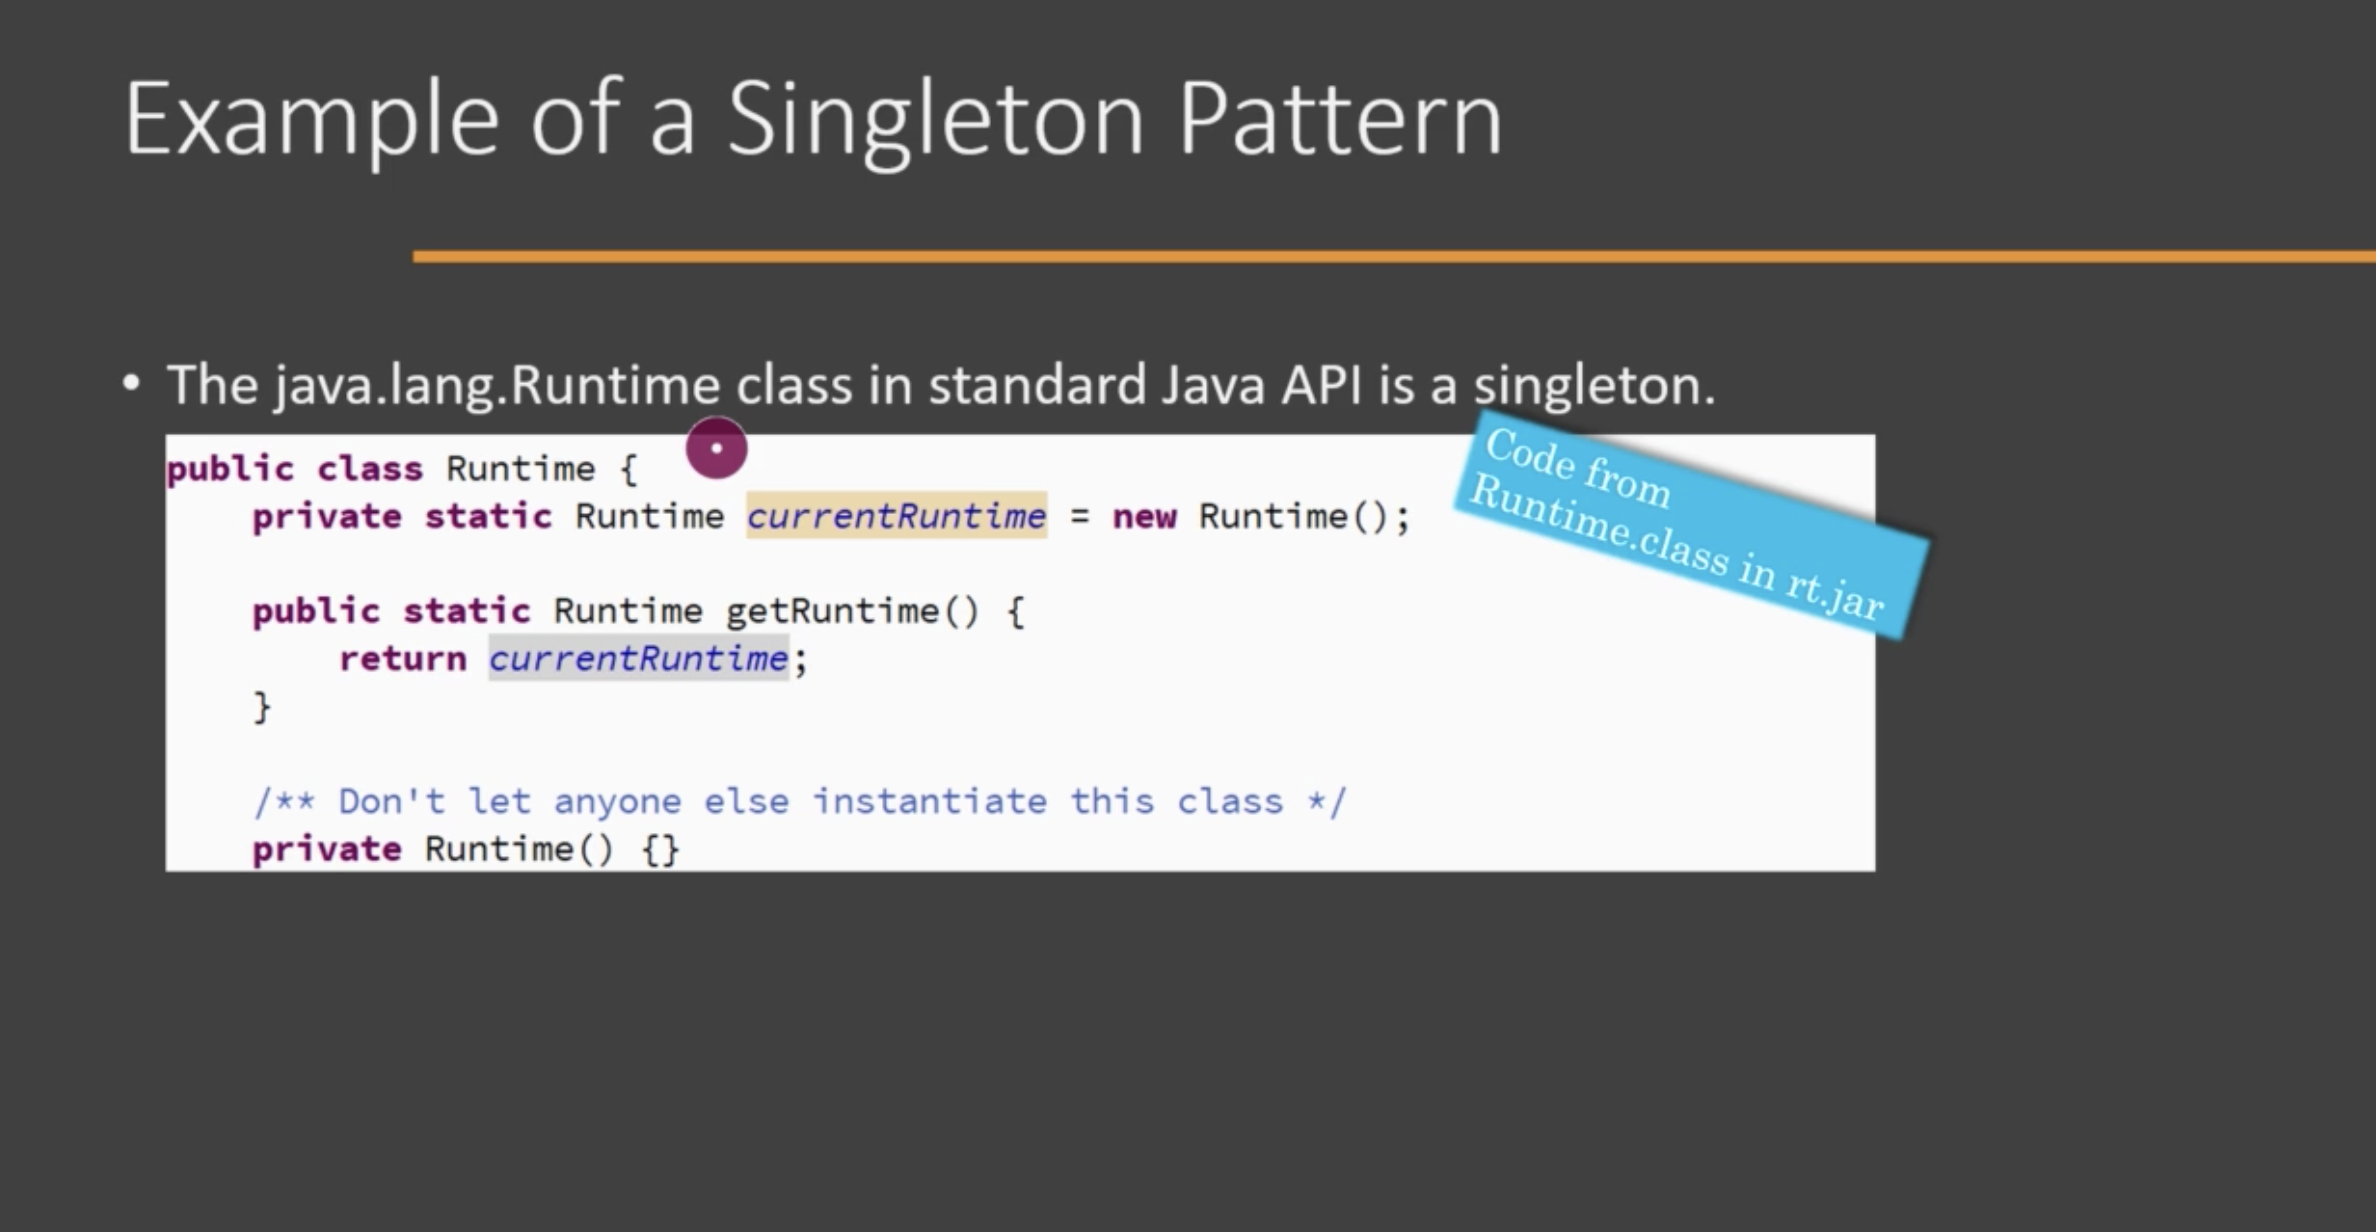 Example of a Singleton Pattern
• The java.lang.Runtime class in standard Java API is a singleton.
Code from
Runtime.class in rt.jar
public class Runtime {
    private static Runtime currentRuntime = new Runtime();
    public static Runtime getRuntime() {
        return currentRuntime;
    }
    /** Don't let anyone else instantiate this class */
    private Runtime() {}